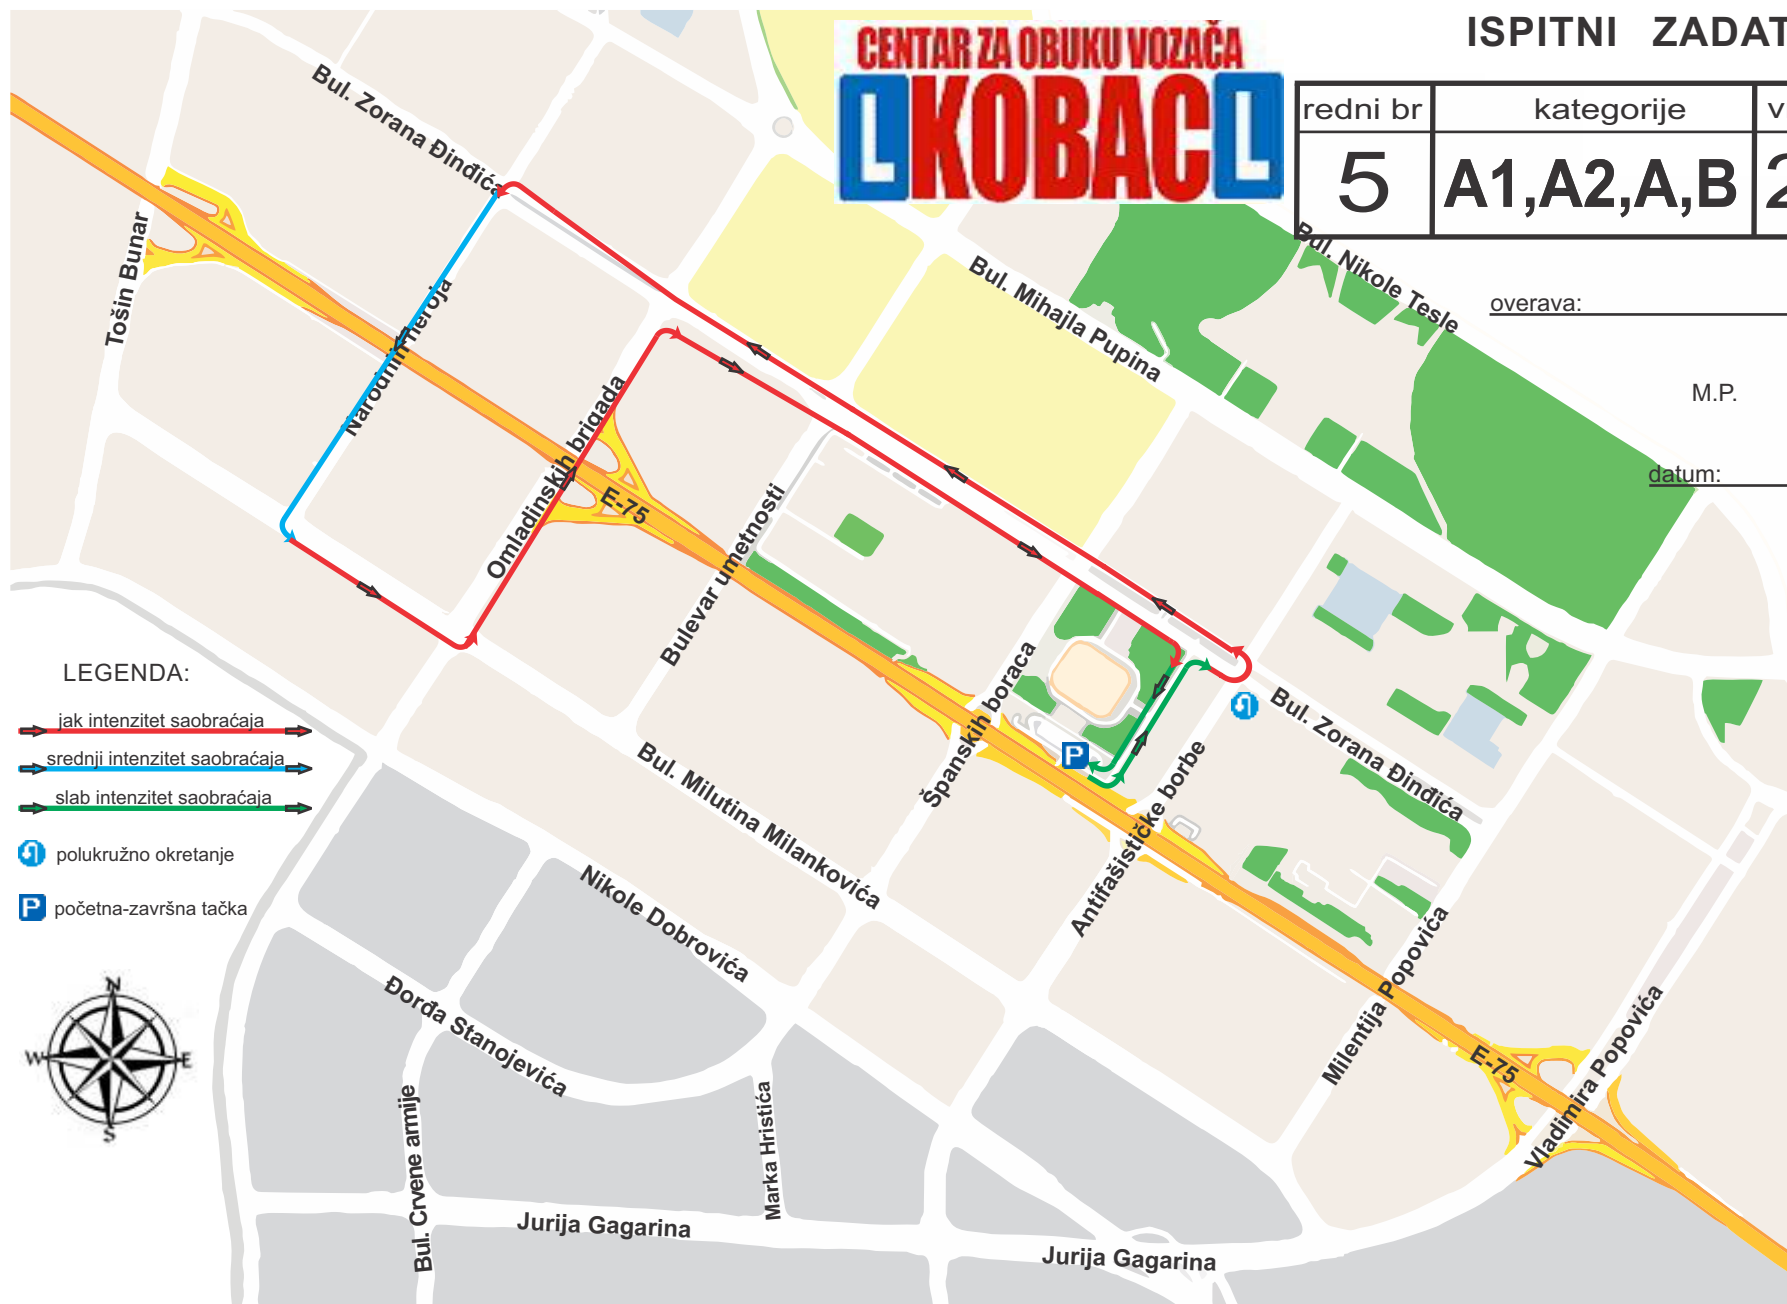 CENTAR ZA OBUKU VOZAČA
L KOBAC L
ISPITNI ZADAT
redni br
kategorije
5
A1,A2,A,B
2
overava:
M.P.
datum:
Bul. Zorana Đinđića
Tošin Bunar
Narodnih heroja
Omladinskih brigada
E-75
Bulevar umetnosti
Bul. Mihajla Pupina
Bul. Nikole Tesle
Španskih boraca
P
Antifašističke borbe
Bul. Zorana Đinđića
Bul. Milutina Milankovića
Nikole Dobrovića
Đorđa Stanojevića
Bul. Crvene armije
Marka Hristića
Jurija Gagarina
Jurija Gagarina
Milentija Popovića
E-75
Vladimira Popovića
LEGENDA:
jak intenzitet saobraćaja
srednji intenzitet saobraćaja
slab intenzitet saobraćaja
polukružno okretanje
P početna-završna tačka
N
W E
S